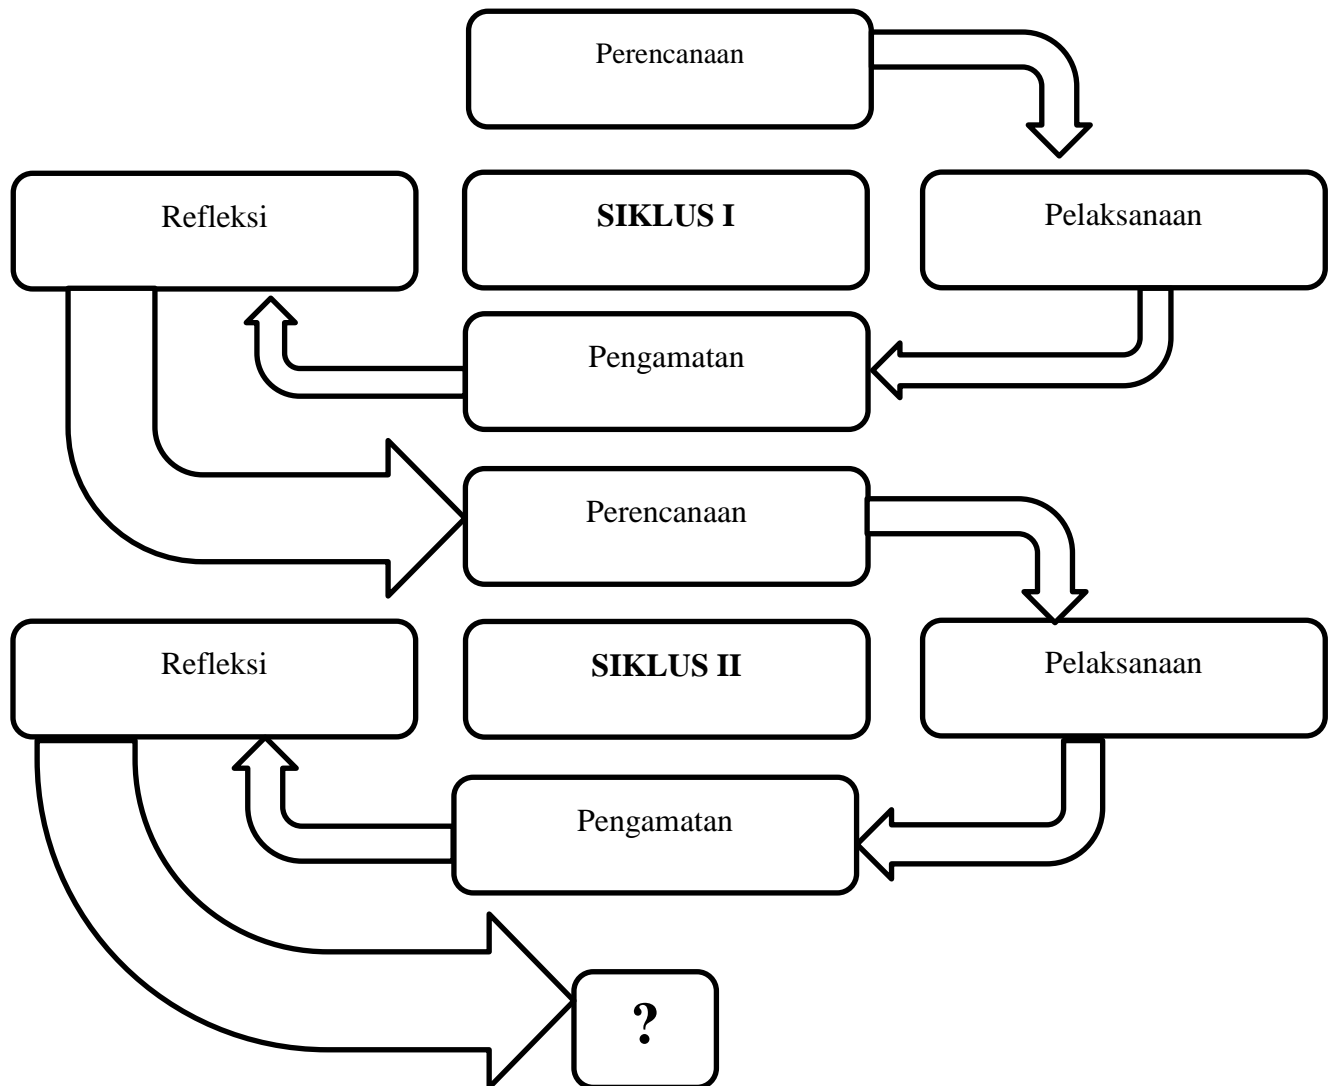 Perencanaan
Refleksi
SIKLUS I
Pelaksanaan
Pengamatan
Perencanaan
Refleksi
SIKLUS II
Pelaksanaan
Pengamatan
?